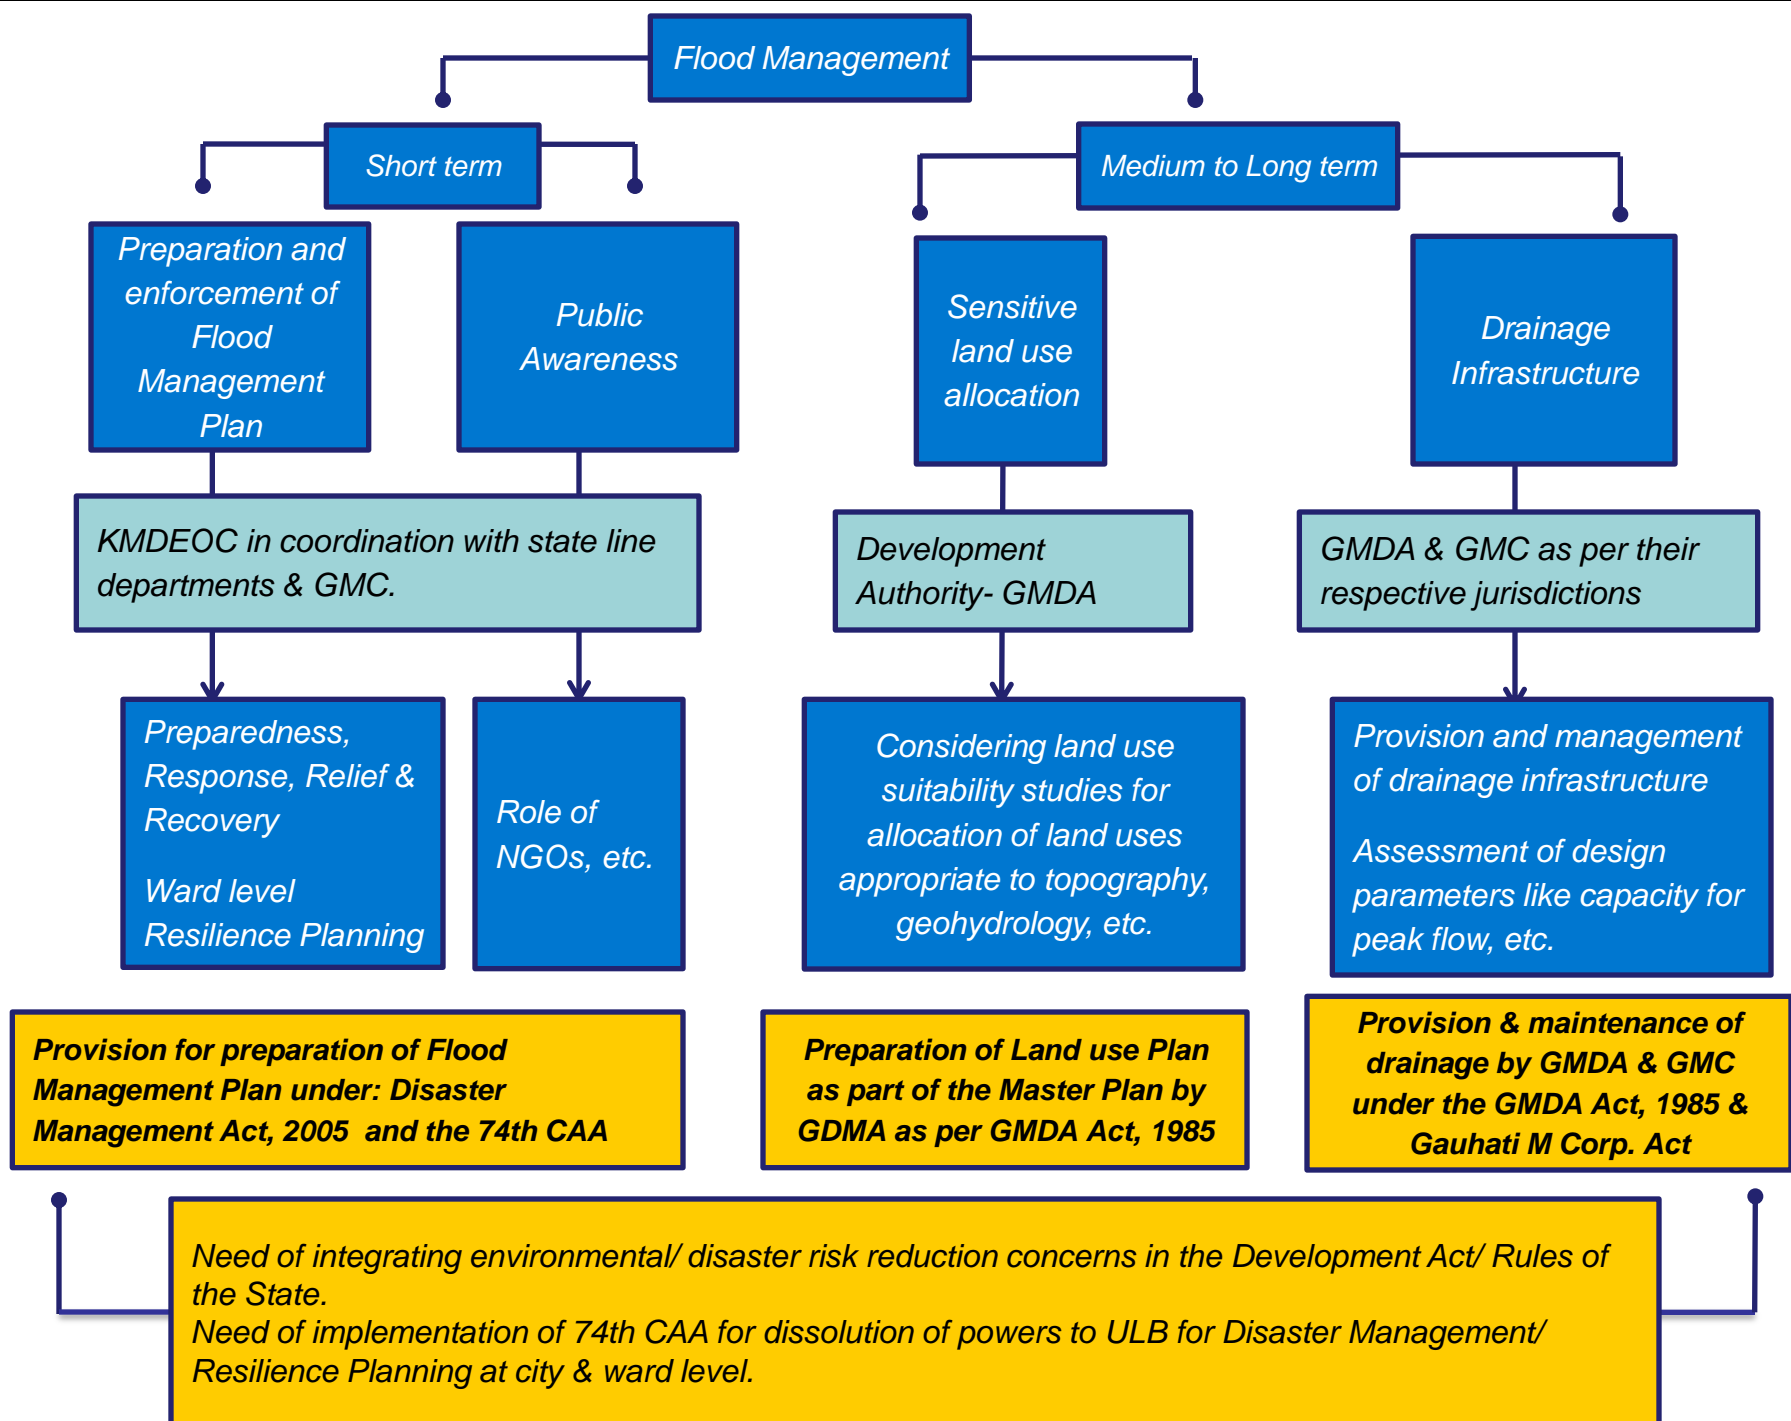 Flood Management
Short term
Medium to Long term
Preparation and
enforcement of
Flood
Management
Plan
Public
Awareness
Sensitive
land use
allocation
Drainage
Infrastructure
KMDEOC in coordination with state line
departments & GMC.
Development
Authority- GMDA
GMDA & GMC as per their
respective jurisdictions
Preparedness,
Response, Relief &
Recovery
Ward level
Resilience Planning
Role of
NGOs, etc.
Considering land use
suitability studies for
allocation of land uses
appropriate to topography,
geohydrology, etc.
Provision and management
of drainage infrastructure
Assessment of design
parameters like capacity for
peak flow, etc.
Provision for preparation of Flood
Management Plan under: Disaster
Management Act, 2005  and the 74th CAA
Preparation of Land use Plan
as part of the Master Plan by
GDMA as per GMDA Act, 1985
Provision & maintenance of
drainage by GMDA & GMC
under the GMDA Act, 1985 &
Gauhati M Corp. Act
Need of integrating environmental/ disaster risk reduction concerns in the Development Act/ Rules of
the State.
Need of implementation of 74th CAA for dissolution of powers to ULB for Disaster Management/
Resilience Planning at city & ward level.